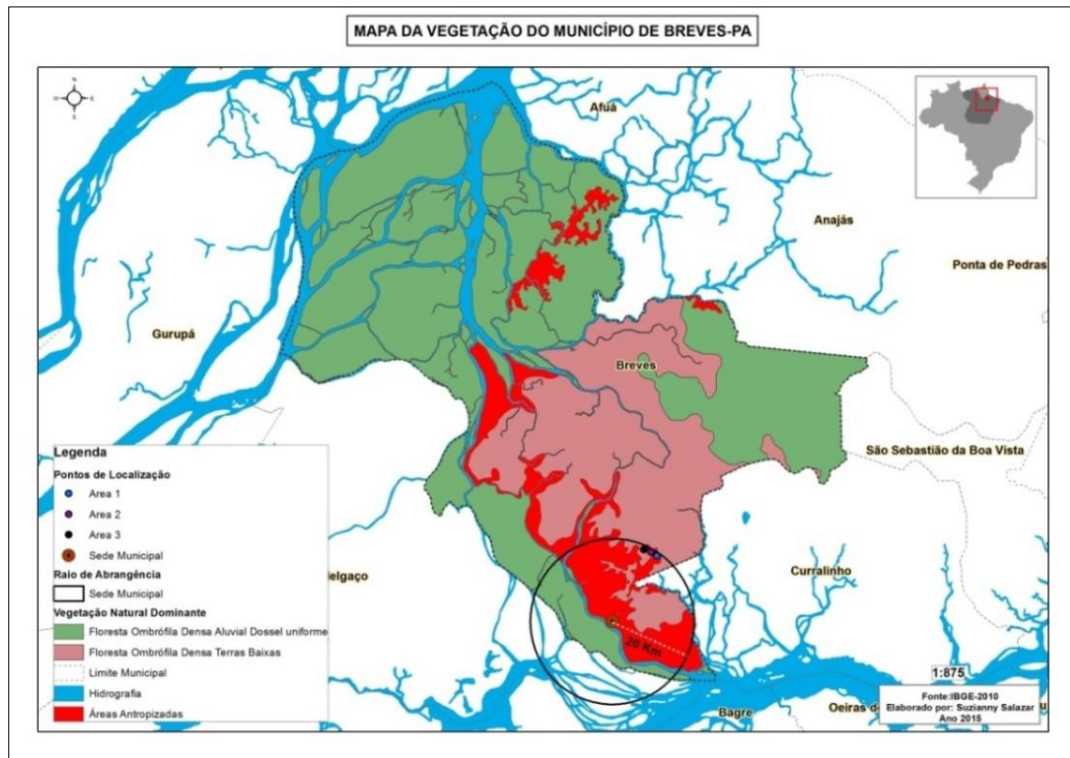 MAPA DA VEGETAÇÃO DO MUNICÍPIO DE BREVES-PA
N
W
E
S
Afuá
Anajás
Ponta de Pedras
Gurupá
Breves
São Sebastião da Boa Vista
Legenda
Pontos de Localização
Area 1
Area 2
Area 3
Sede Municipal
Raio de Abrangência
Sede Municipal
Vegetação Natural Dominante
Floresta Ombrófila Densa Aluvial Dossel uniforme
Floresta Ombrófila Densa Terras Baixas
Limite Municipal
Hidrografia
Áreas Antropizadas
elgaço
Curralinho
20 Km
1:875
Bagre
Oeiras do
Fonte:IBGE-2010
Elaborado por: Suzianny Salazar
Ano 2015